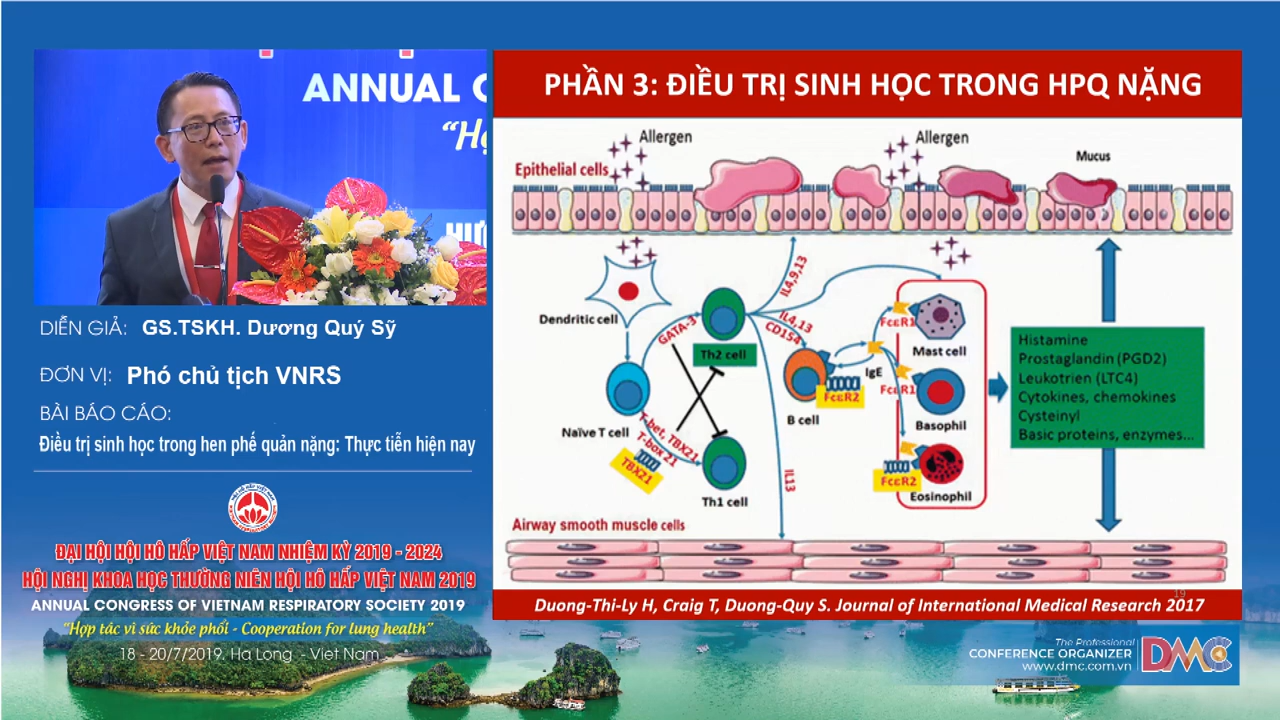 ANNUAL C
"Họ
DIỄN GIẢ: GS.TSKH. Dương Quý Sỹ
ĐƠN VỊ: Phó chủ tịch VNRS
BÀI BÁO CÁO:
Điều trị sinh học trong hen phế quản nặng: Thực tiễn hiện nay
ĐẠI HỘI HỘI HÔ HẤP VIỆT NAM NHIỆM KỲ 2019 - 2024
HỘI NGHỊ KHOA HỌC THƯỜNG NIÊN HỘI HÔ HẤP VIỆT NAM 2019
ANNUAL CONGRESS OF VIETNAM RESPIRATORY SOCIETY 2019
"Hợp tác vì sức khỏe phổi - Cooperation for lung health"
18 - 20/7/2019. Ha Long - Viet Nam
PHẦN 3: ĐIỀU TRỊ SINH HỌC TRONG HPQ NẶNG
Allergen
Allergen
Mucus
Epithelial cells
IL4,9,13
Dendritic cell
GATA-3
Th2 cell
IL4,13
CD154
FcεR1
Mast cell
IgE
FcεR2
B cell
FcεR1
Basophil
Naïve T cell
T-bet, TBX21
T-box 21
TBX21
Th1 cell
IL13
FcεR2
Eosinophil
Histamine
Prostaglandin (PGD2)
Leukotrien (LTC4)
Cytokines, chemokines
Cysteinyl
Basic proteins, enzymes...
Airway smooth muscle cells
19
Duong-Thi-Ly H, Craig T, Duong-Quy S. Journal of International Medical Research 2017
The Professional
CONFERENCE ORGANIZER
www.dmc.com.vn
DMC